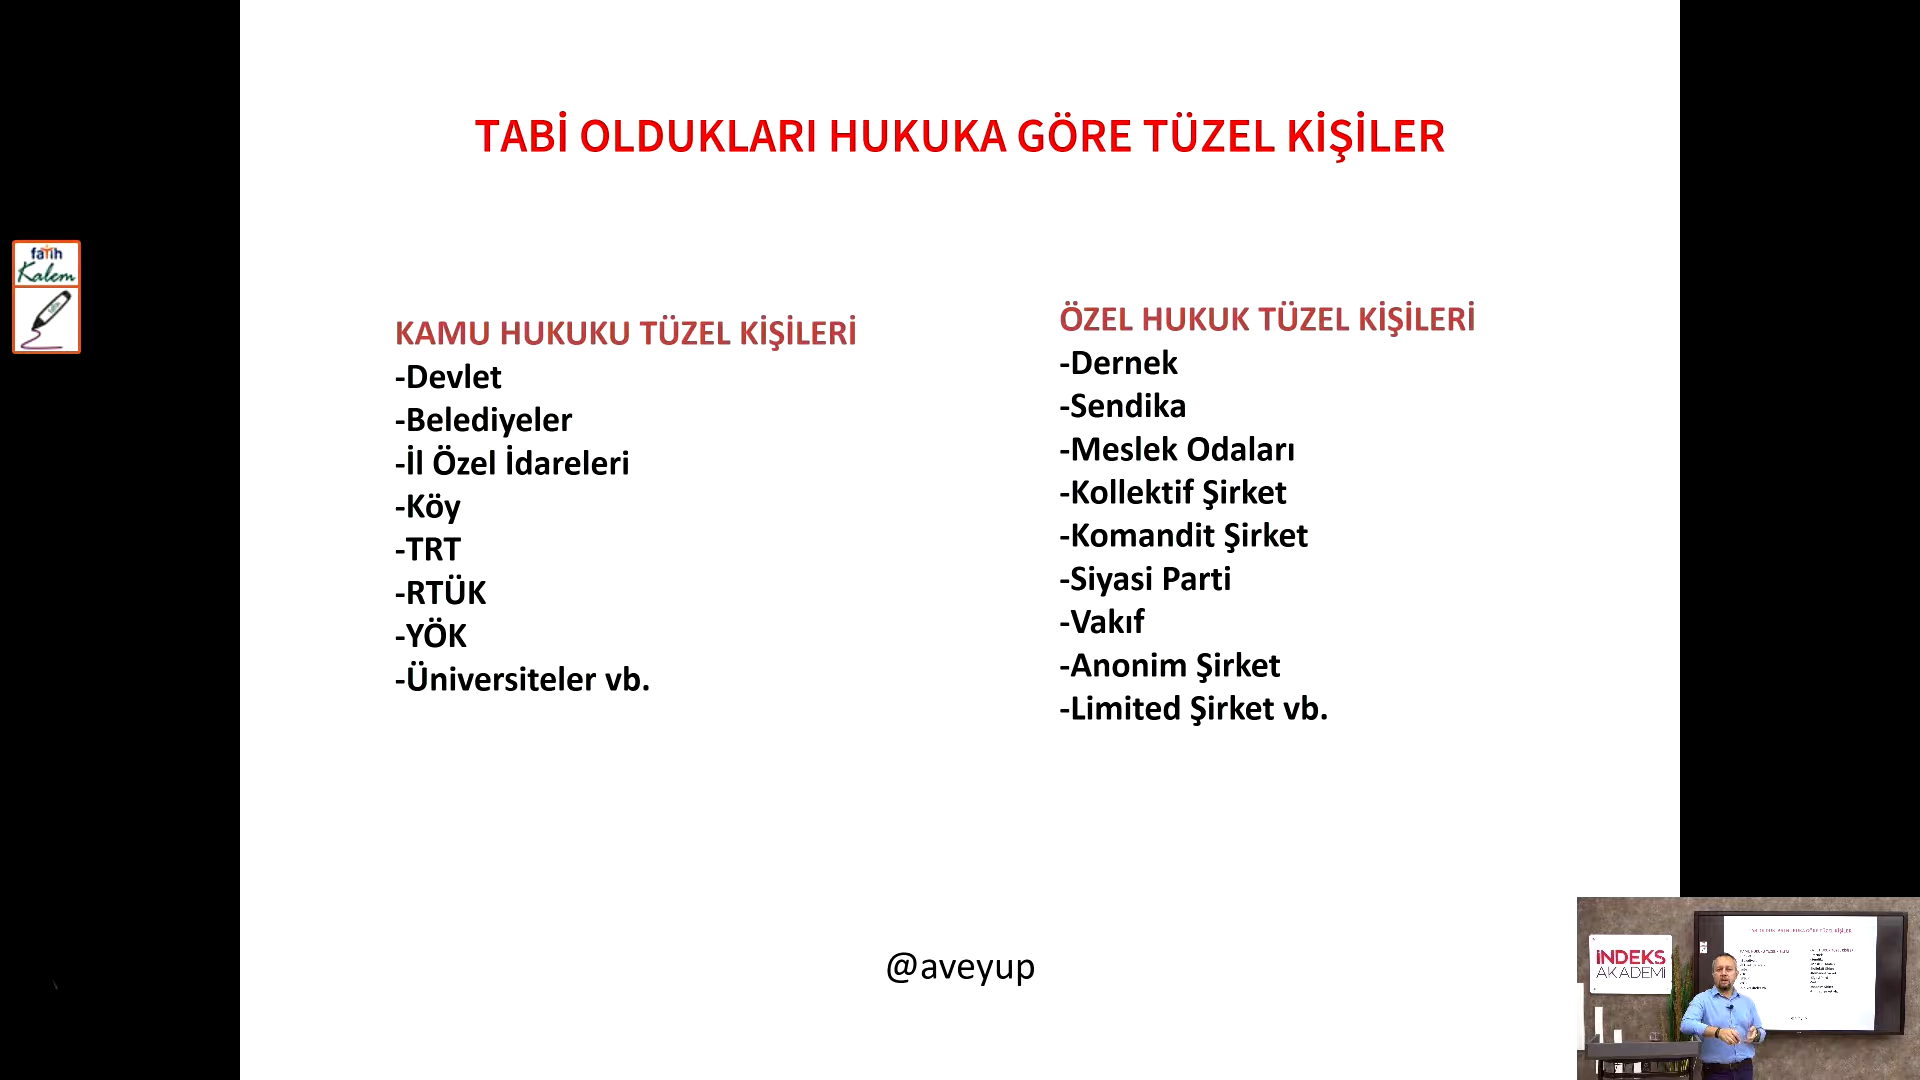 TABİ OLDUKLARI HUKUKA GÖRE TÜZEL KİŞİLER
fatih
Kalem
KAMU HUKUKU TÜZEL KİŞİLERİ
-Devlet
-Belediyeler
-İl Özel İdareleri
-Köy
-TRT
-RTÜK
-YÖK
-Üniversiteler vb.
ÖZEL HUKUK TÜZEL KİŞİLERİ
-Dernek
-Sendika
-Meslek Odaları
-Kollektif Şirket
-Komandit Şirket
-Siyasi Parti
-Vakıf
-Anonim Şirket
-Limited Şirket vb.
@aveyup
İNDEKS
AKADEMİ